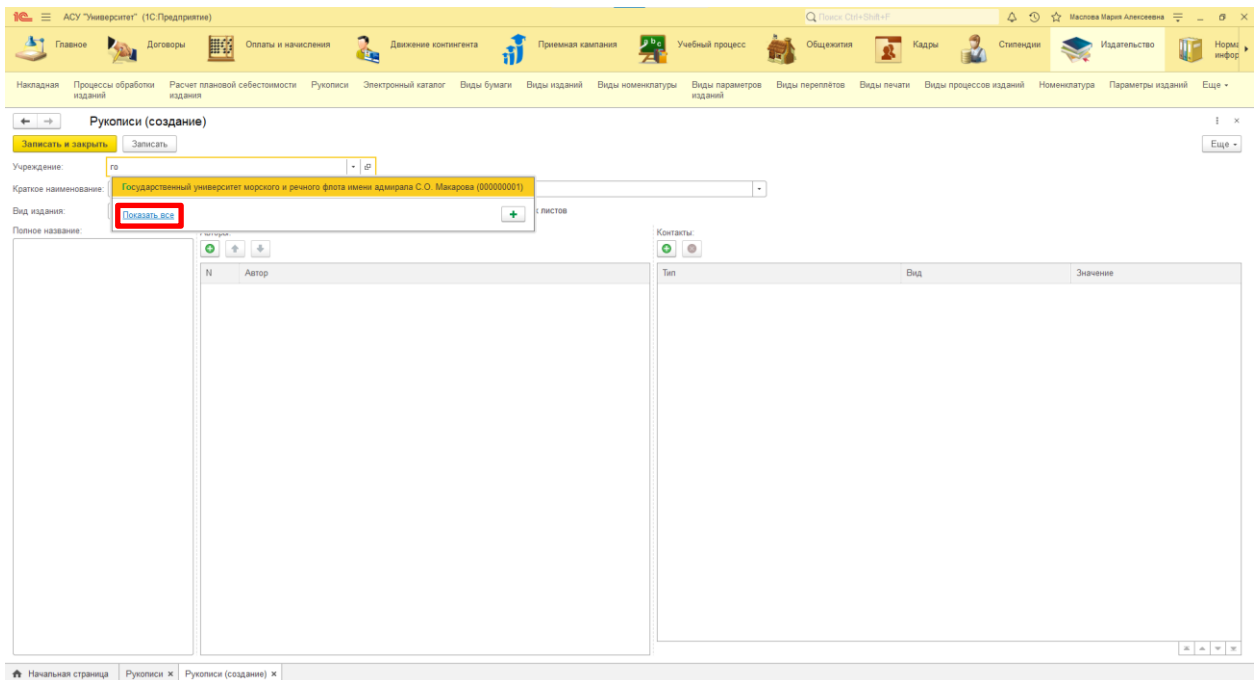 1С АСУ "Университет" (1С:Предприятие) Поиск Ctrl+Shift+F Маслова Мария Алексеевна
Главное Договоры Оплаты и начисления Движение контингента Приемная кампания Учебный процесс Общежития Кадры Стипендии Издательство Норма
инфор
Накладная Процессы обработки Расчет плановой себестоимости Рукописи Электронный каталог Виды бумаги Виды изданий Виды номенклатуры Виды параметров Виды переплётов Виды печати Виды процессов изданий Номенклатура Параметры изданий Еще
изданий издания изданий
Рукописи (создание)
Записать и закрыть Записать Еще
Учреждение: го
Краткое наименование: Государственный университет морского и речного флота имени адмирала С.О. Макарова (000000001)
Вид издания: Показать все х листов
Полное название: Авторы: Контакты:
N Автор Тип Вид Значение
Начальная страница Рукописи × Рукописи (создание) ×